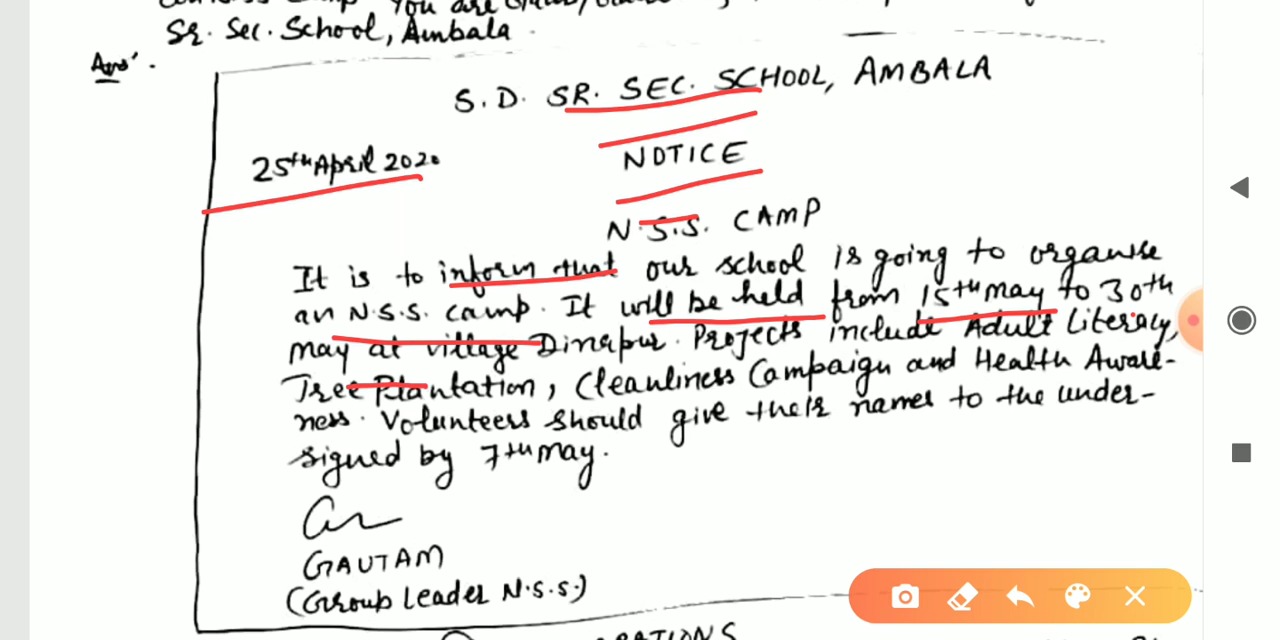 You are
Sr. Sec. School, Ambala.
Ans'.
S.D. SR. SEC. SCHOOL, AMBALA
25th April 2020
NOTICE
N.S.S. CAMP
It is to inform that our school is going to organise
an N.S.S. camp. It will be held from 15th may to 30th
may at village Dinapur. Projects include Adult Literacy,
Tree Plantation, Cleanliness Campaign and Health Aware-
ness. Volunteers should give their names to the under-
signed by 7th may.
GAUTAM
(Group Leader N.S.S.)
RATIONS